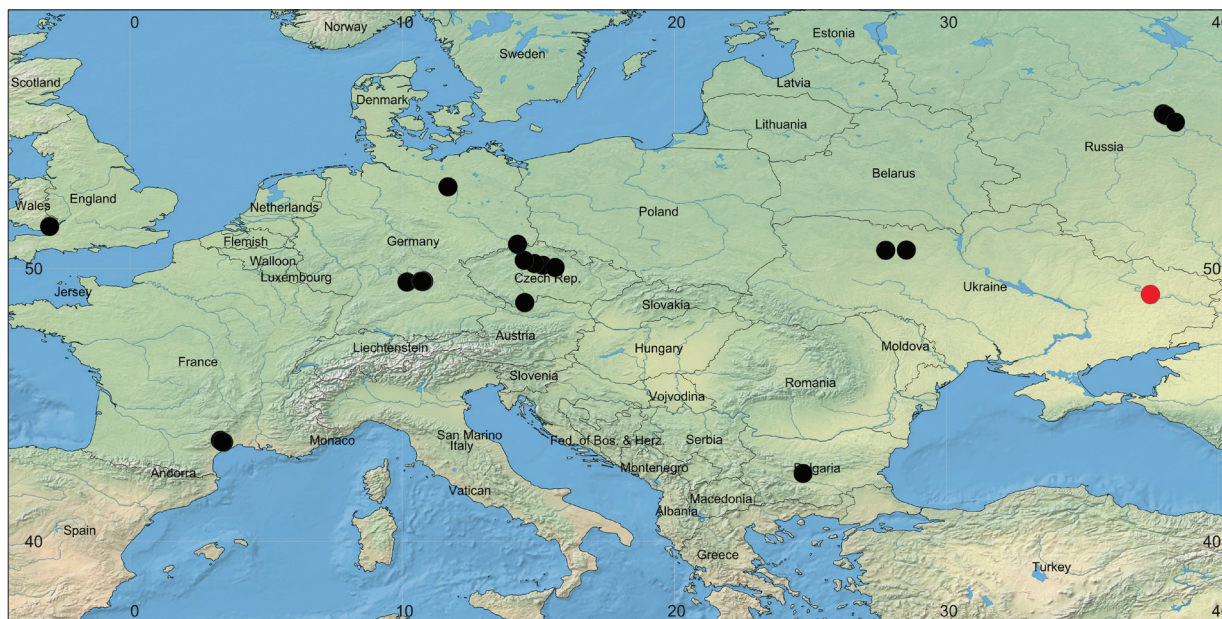 0 10 20 30 4
Norway
Estonia
Sweden
Scotland
Latvia
Denmark
Lithuania
Russia
Belarus
England
Wales
Netherlands
Poland
Flemish
Germany
Walloon
50 50
Luxembourg
Czech Rep.
Jersey
Ukraine
Slovakia
Austria
Liechtenstein
Hungary
Moldova
France
Slovenia
Romania
Vojvodina
San Marino
Monaco
Fed. of Bos. & Herz.
Serbia
Italy
Andorra
Montenegro
Bulgaria
Vatican
Macedonia
Albania
Spain
40 40
Greece
Turkey
0 10 20 30 4